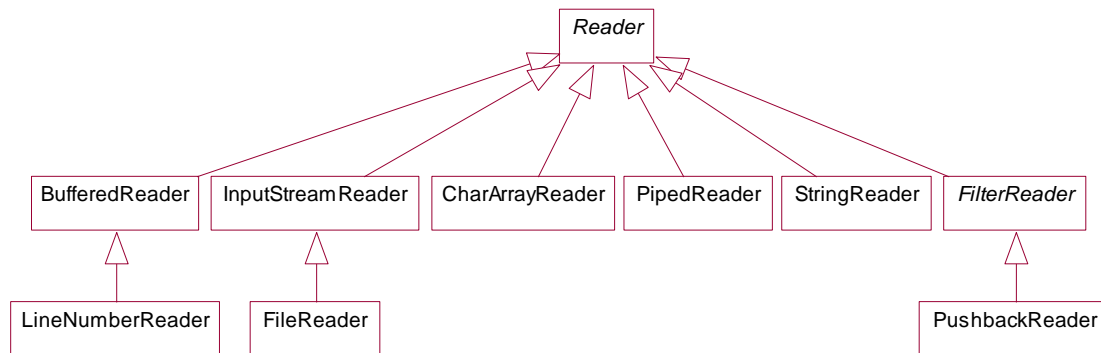 Reader
BufferedReader
InputStreamReader
CharArrayReader
PipedReader
StringReader
FilterReader
LineNumberReader
FileReader
PushbackReader